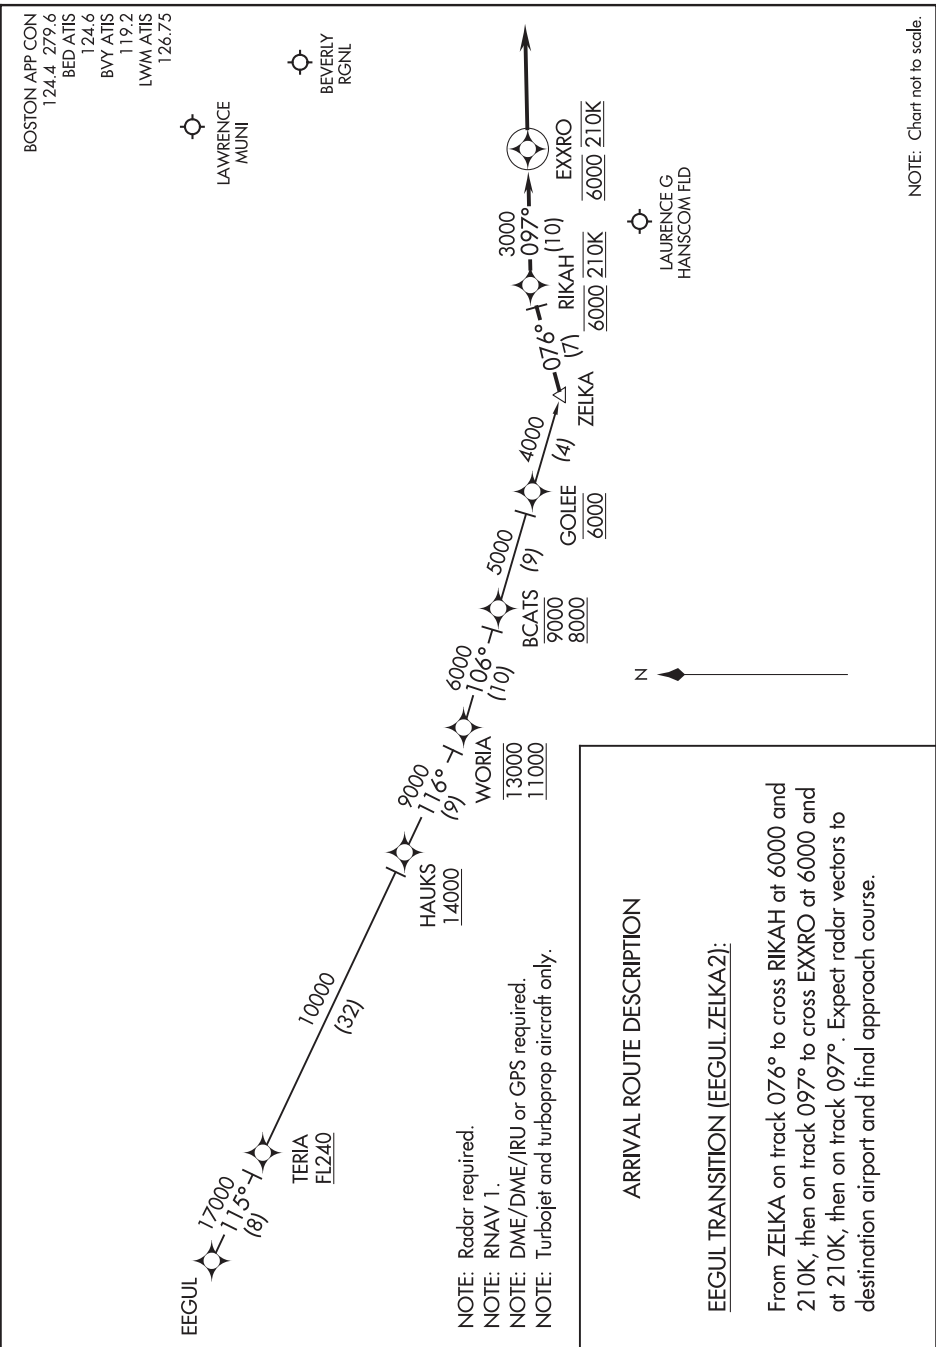 BOSTON APP CON
124.4 279.6
BED ATIS
124.6
BVY ATIS
119.2
LWM ATIS
126.75
LAWRENCE
MUNI
BEVERLY
RGNL
EEGUL
17000
115°
(8)
TERIA
FL240
10000
(32)
HAUKS
14000
9000
116°
(9)
WORIA
13000
11000
6000
106°
(10)
BCATS
9000
8000
5000
(9)
GOLEE
6000
4000
(4)
ZELKA
076°
(7)
RIKAH
6000 210K
3000
097°
(10)
EXXRO
6000 210K
LAURENCE G
HANSCOM FLD
N
NOTE: Radar required.
NOTE: RNAV 1.
NOTE: DME/DME/IRU or GPS required.
NOTE: Turbojet and turboprop aircraft only.
ARRIVAL ROUTE DESCRIPTION
EEGUL TRANSITION (EEGUL.ZELKA2):
From ZELKA on track 076° to cross RIKAH at 6000 and
210K, then on track 097° to cross EXXRO at 6000 and
at 210K, then on track 097°. Expect radar vectors to
destination airport and final approach course.
NOTE: Chart not to scale.